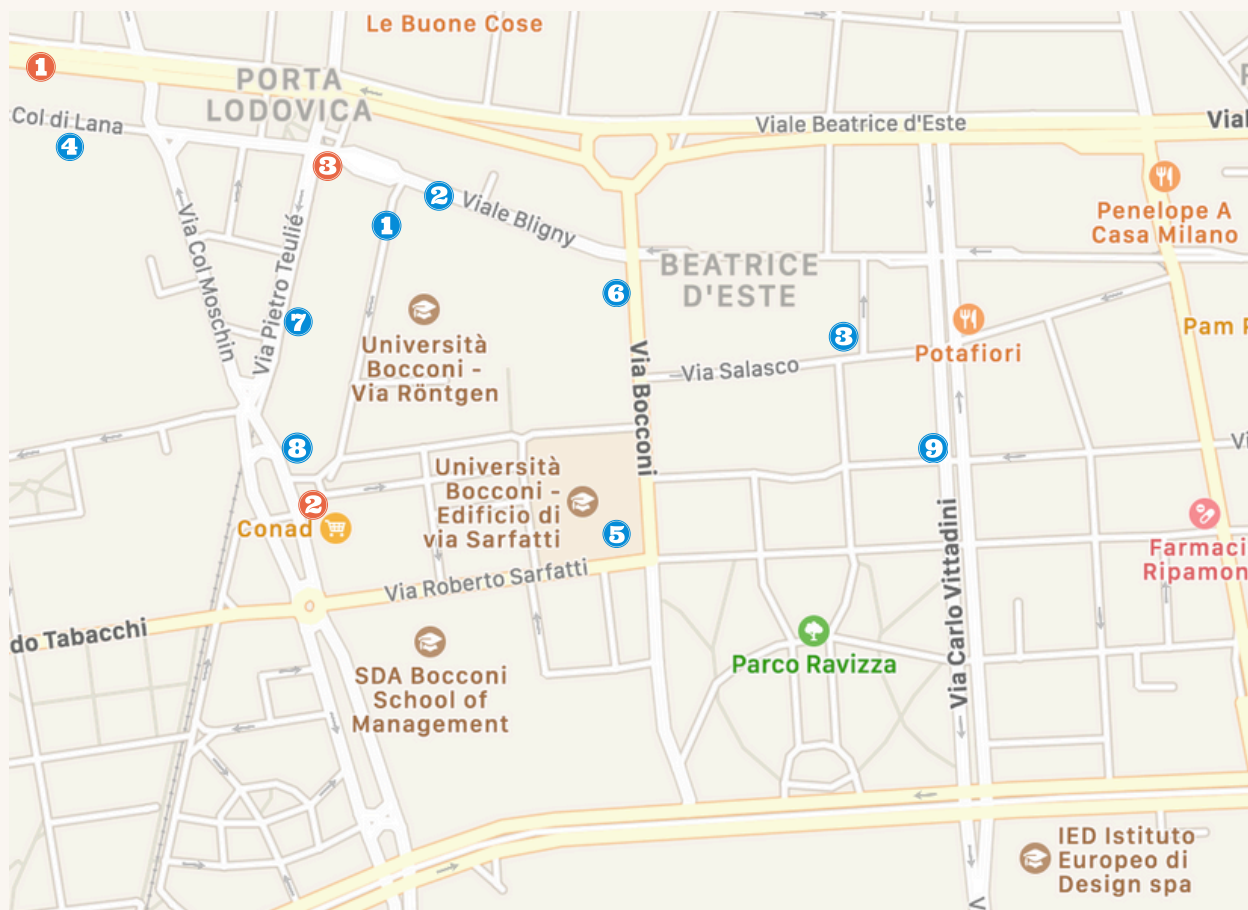 Le Buone Cose
1
PORTA
LODOVICA
Col di Lana
4
Viale Beatrice d'Este
Vial
3
2
Viale Bligny
1
Penelope A
Casa Milano
Via Col Moschin
Via Pietro Teulié
BEATRICE
D'ESTE
6
7
Università
Bocconi -
Via Röntgen
3
Potafiori
Pam P
Via Salasco
Via Bocconi
8
9
Università
Bocconi -
Edificio di
via Sarfatti
2
Conad
5
Via Roberto Sarfatti
Via Carlo Vittadini
Farmaci
Ripamon
do Tabacchi
SDA Bocconi
School of
Management
Parco Ravizza
IED Istituto
Europeo di
Design spa